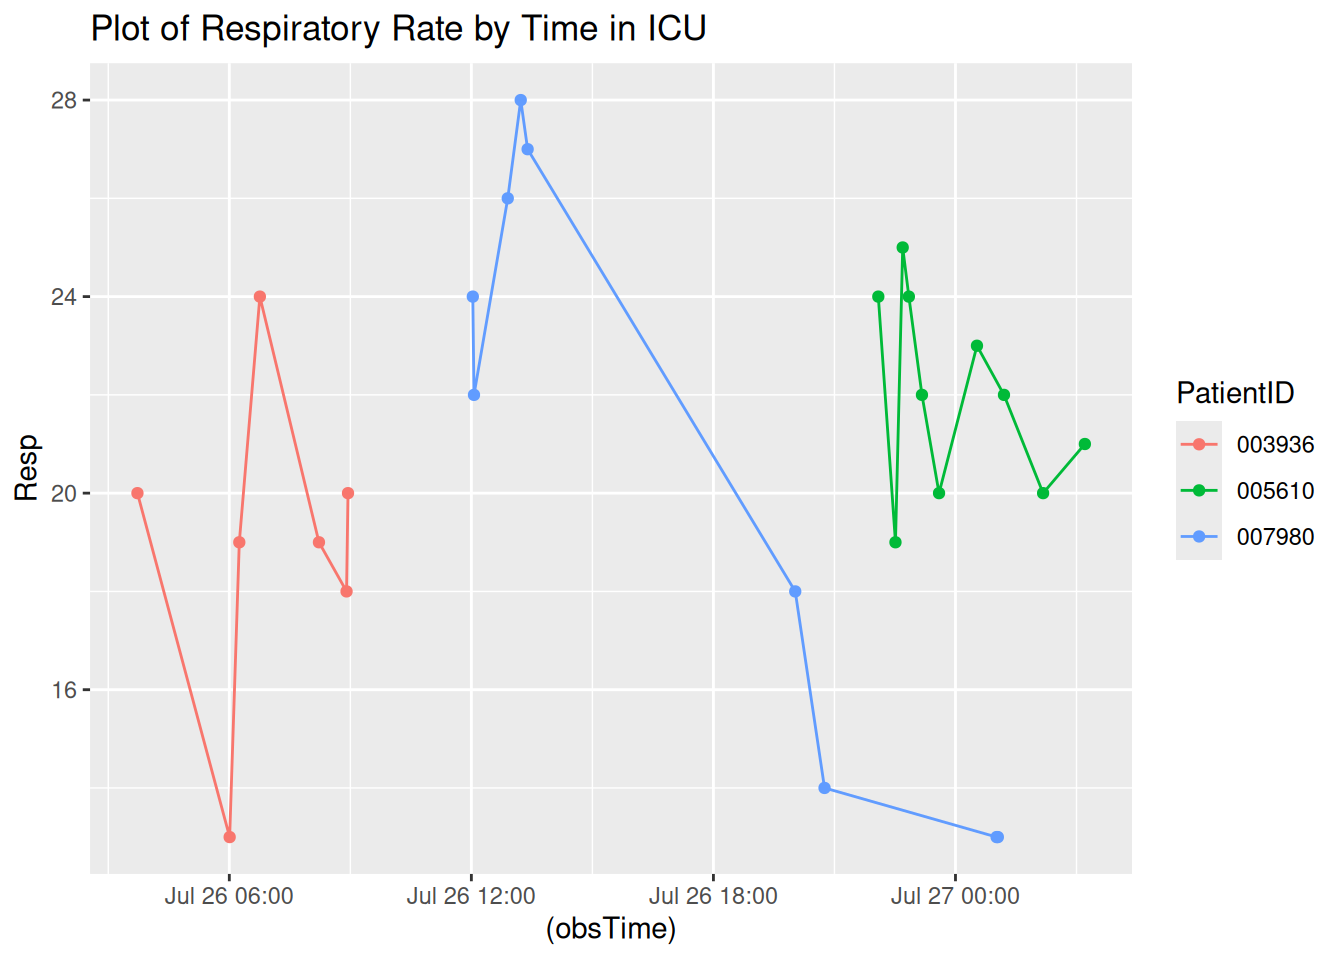 Plot of Respiratory Rate by Time in ICU
28
24
20
16
Resp
Jul 26 06:00
Jul 26 12:00
Jul 26 18:00
Jul 27 00:00
(obsTime)
PatientID
003936
005610
007980